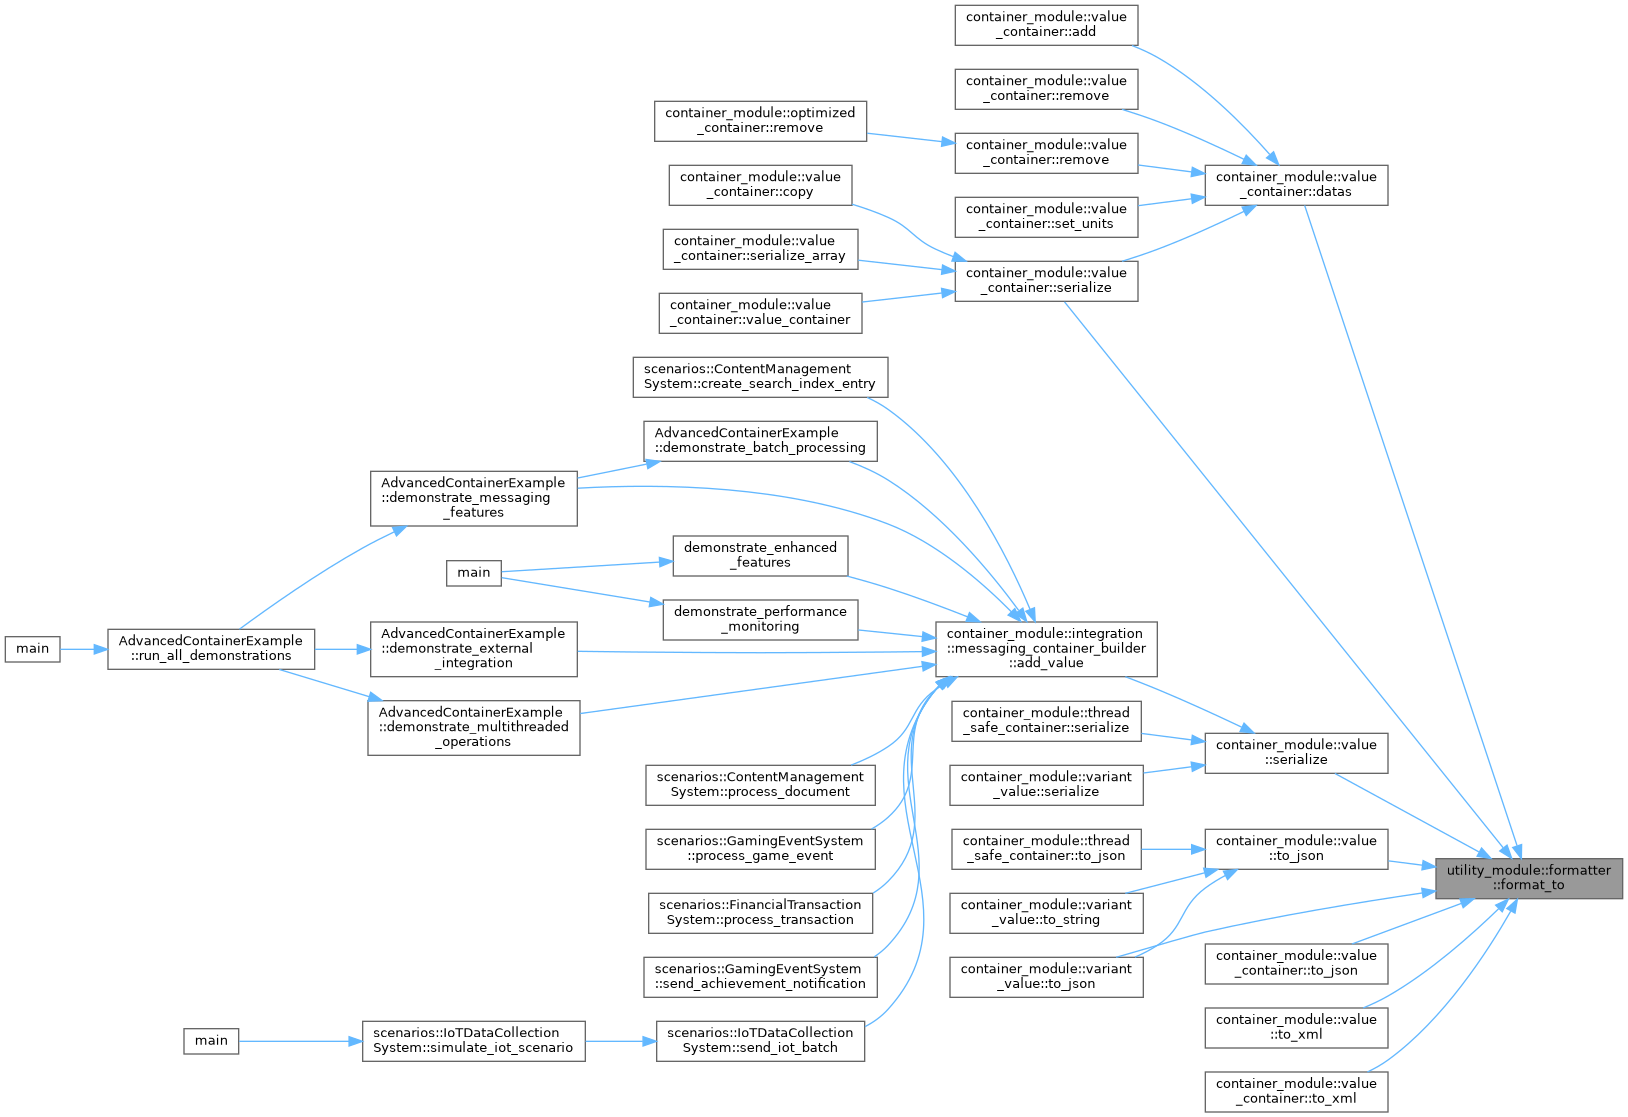 container_module::value
_container::add
container_module::value
_container::remove
container_module::optimized
_container::remove
container_module::value
_container::remove
container_module::value
_container::copy
container_module::value
_container::datas
container_module::value
_container::set_units
container_module::value
_container::serialize_array
container_module::value
_container::serialize
container_module::value
_container::value_container
scenarios::ContentManagement
System::create_search_index_entry
AdvancedContainerExample
::demonstrate_batch_processing
AdvancedContainerExample
::demonstrate_messaging
_features
demonstrate_enhanced
_features
main
demonstrate_performance
_monitoring
main
AdvancedContainerExample
::run_all_demonstrations
AdvancedContainerExample
::demonstrate_external
_integration
container_module::integration
::messaging_container_builder
::add_value
AdvancedContainerExample
::demonstrate_multithreaded
_operations
container_module::thread
_safe_container::serialize
container_module::value
::serialize
scenarios::ContentManagement
System::process_document
container_module::variant
_value::serialize
scenarios::GamingEventSystem
::process_game_event
container_module::thread
_safe_container::to_json
container_module::value
::to_json
utility_module::formatter
::format_to
scenarios::FinancialTransaction
System::process_transaction
container_module::variant
_value::to_string
container_module::value
_container::to_json
scenarios::GamingEventSystem
::send_achievement_notification
container_module::variant
_value::to_json
container_module::value
::to_xml
main
scenarios::IoTDataCollection
System::simulate_iot_scenario
scenarios::IoTDataCollection
System::send_iot_batch
container_module::value
_container::to_xml